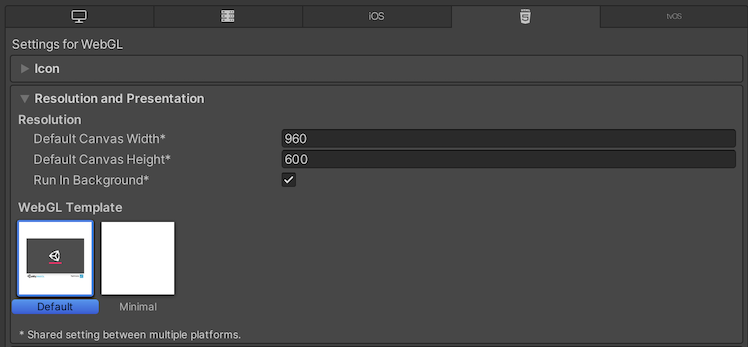 iOS
tvOS
Settings for WebGL
Icon
Resolution and Presentation
Resolution
Default Canvas Width* 960
Default Canvas Height* 600
Run In Background*
WebGL Template
Default Minimal
* Shared setting between multiple platforms.